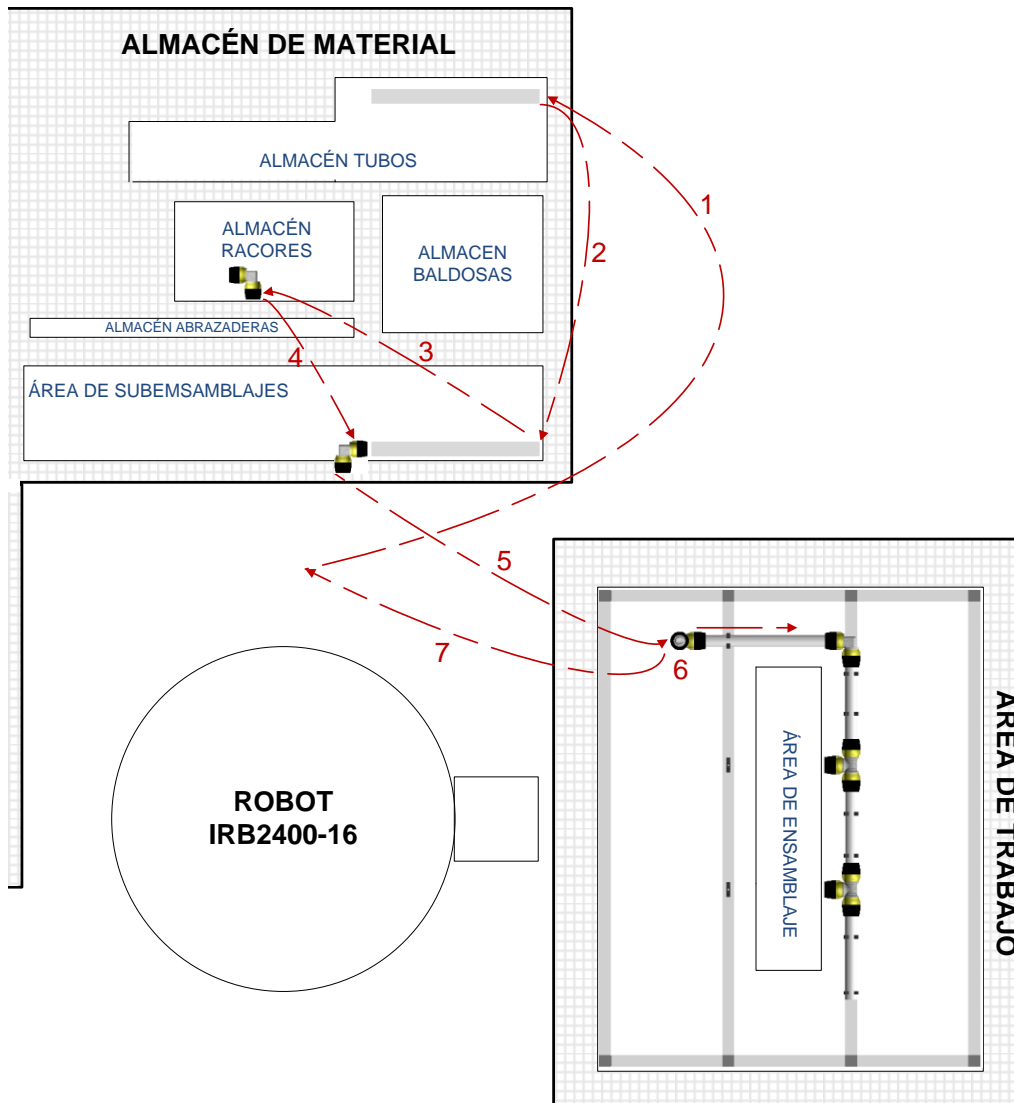 ALMACÉN DE MATERIAL
ALMACÉN TUBOS
1
ALMACÉN
RACORES
ALMACEN
BALDOSAS
2
ALMACÉN ABRAZADERAS
4
3
ÁREA DE SUBEMSAMBLAJES
5
7
6
ROBOT
IRB2400-16
ÁREA DE ENSAMBLAJE
ÁREA DE TRABAJO